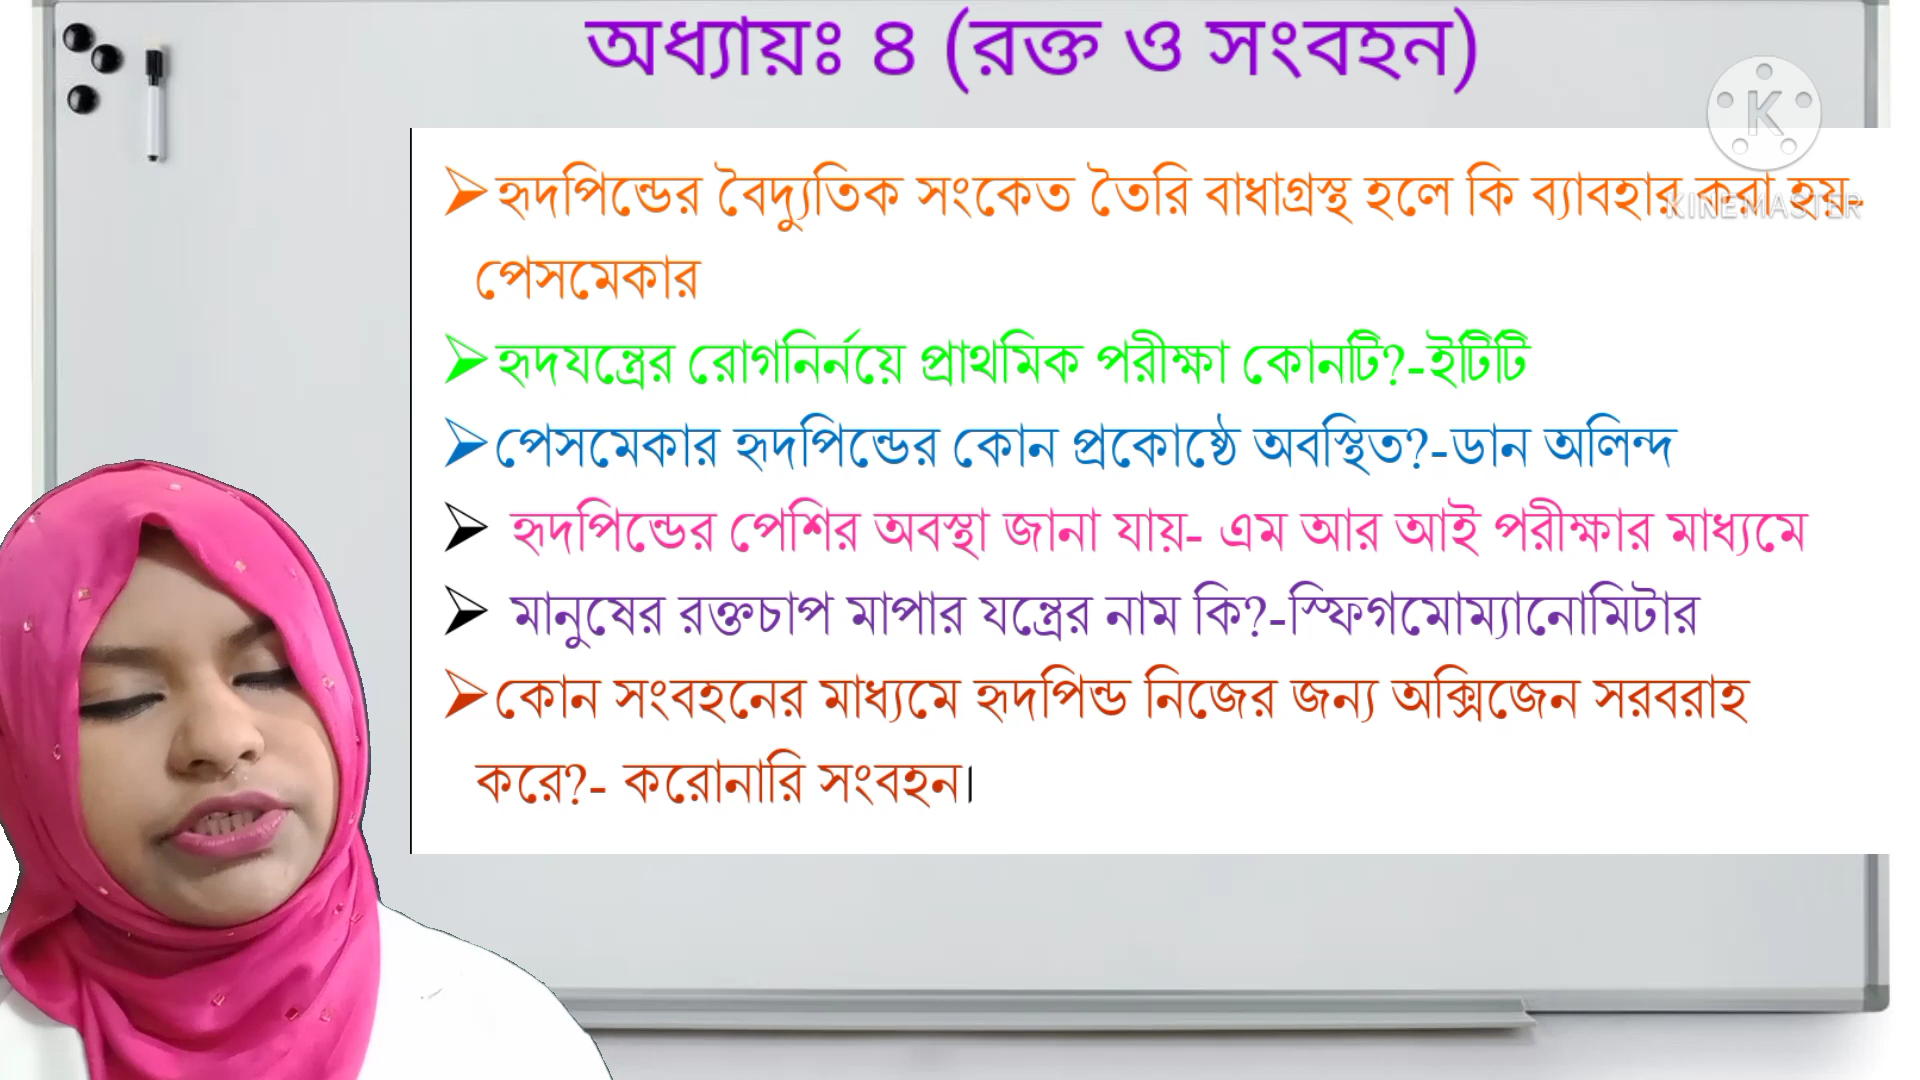 অধ্যায়ঃ ৪ (রক্ত ও সংবহন)
K
KINEMASTER
➢হৃদপিন্ডের বৈদ্যুতিক সংকেত তৈরি বাধাগ্রস্থ হলে কি ব্যাবহার করা হয়-
পেসমেকার
➢হৃদযন্ত্রের রোগনির্নয়ে প্রাথমিক পরীক্ষা কোনটি?-ইটিটি
➢পেসমেকার হৃদপিন্ডের কোন প্রকোষ্ঠে অবস্থিত?-ডান অলিন্দ
➢ হৃদপিন্ডের পেশির অবস্থা জানা যায়- এম আর আই পরীক্ষার মাধ্যমে
➢ মানুষের রক্তচাপ মাপার যন্ত্রের নাম কি?-স্ফিগমোম্যানোমিটার
➢কোন সংবহনের মাধ্যমে হৃদপিন্ড নিজের জন্য অক্সিজেন সরবরাহ
করে?- করোনারি সংবহন।